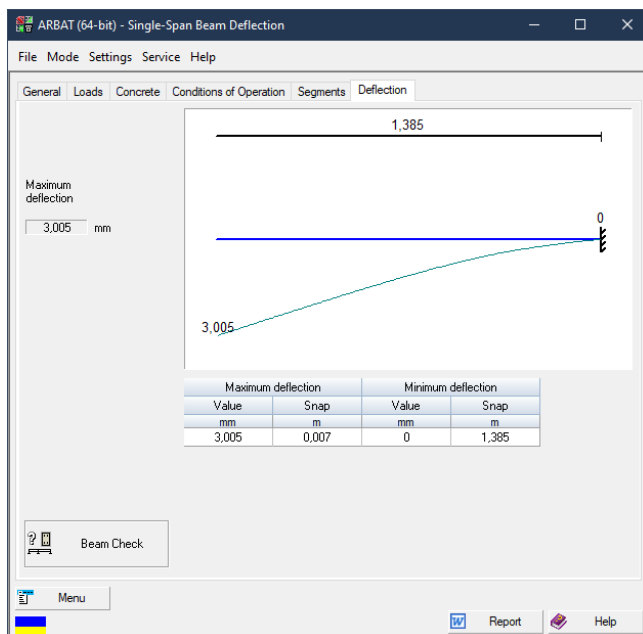 ARBAT (64-bit) - Single-Span Beam Deflection
File Mode Settings Service Help
General Loads Concrete Conditions of Operation Segments Deflection
1,385
Maximum
deflection
3,005 mm
0
3,005
Maximum deflection Minimum deflection
Value Snap Value Snap
mm m mm m
3,005 0,007 0 1,385
Beam Check
Menu
Report Help